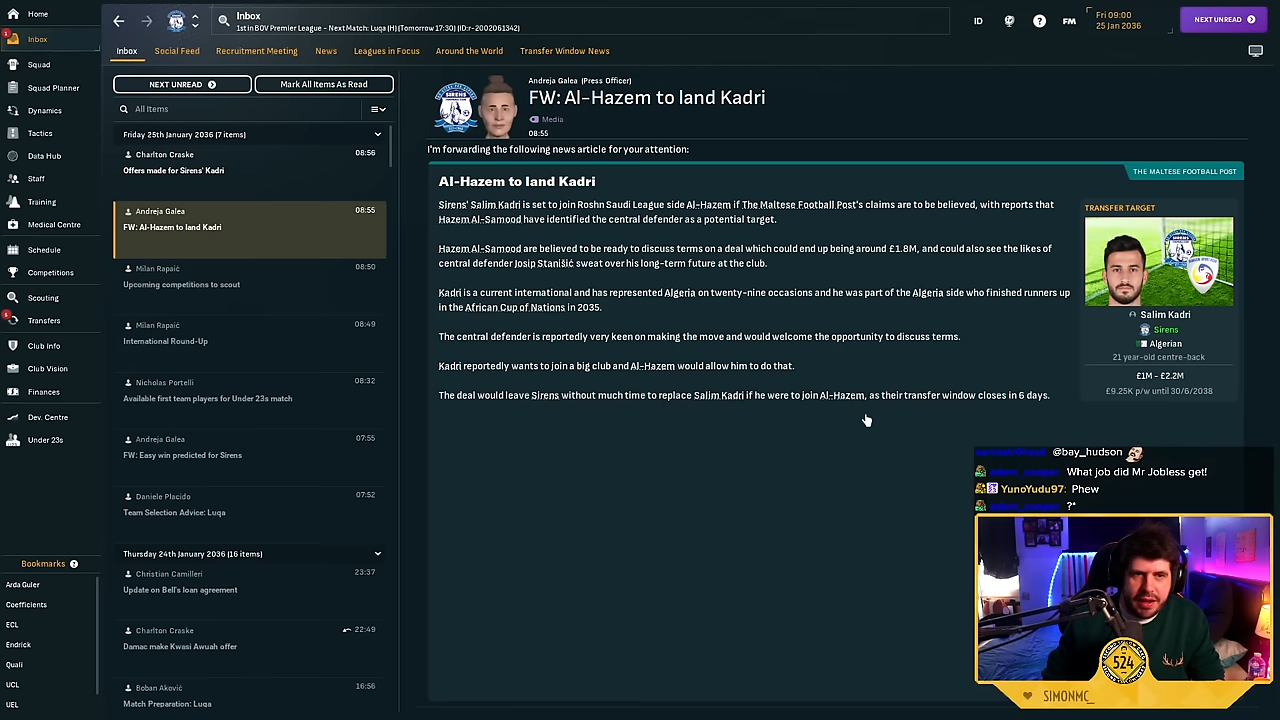 Home
Inbox
Squad
Squad Planner
Dynamics
Tactics
Data Hub
Staff
Training
Medical Centre
Schedule
Competitions
Scouting
Transfers
Club Info
Club Vision
Finances
Dev. Centre
Under 23s
Bookmarks
Arda Guler
Coefficients
ECL
Endrick
Quali
UCL
UEL
Inbox
1st in BOV Premier League - Next Match: Luqa (H) (Tomorrow 17:30) (ID:r-2002061342)
ID
FM
Fri 09:00
25 Jan 2036
NEXT UNREAD
Inbox
Social Feed
Recruitment Meeting
News
Leagues in Focus
Around the World
Transfer Window News
NEXT UNREAD
Mark All Items As Read
All Items
Friday 25th January 2036 (7 items)
Charlton Craske 08:56
Offers made for Sirens' Kadri
Andreja Galea 08:55
FW: Al-Hazem to land Kadri
Milan Rapaić 08:50
Upcoming competitions to scout
Milan Rapaić 08:49
International Round-Up
Nicholas Portelli 08:32
Available first team players for Under 23s match
Andreja Galea 07:55
FW: Easy win predicted for Sirens
Daniele Placido 07:52
Team Selection Advice: Luqa
Thursday 24th January 2036 (16 items)
Christian Camilleri 23:37
Update on Bell's loan agreement
Charlton Craske 22:49
Damac make Kwasi Awuah offer
Boban Aković 16:56
Match Preparation: Luqa
SIRENS
Andreja Galea (Press Officer)
FW: Al-Hazem to land Kadri
Media
08:55
I'm forwarding the following news article for your attention:
THE MALTESE FOOTBALL POST
Al-Hazem to land Kadri
Sirens' Salim Kadri is set to join Roshn Saudi League side Al-Hazem if The Maltese Football Post's claims are to be believed, with reports that
Hazem Al-Samood have identified the central defender as a potential target.
Hazem Al-Samood are believed to be ready to discuss terms on a deal which could end up being around £1.8M, and could also see the likes of
central defender Josip Stanišić sweat over his long-term future at the club.
Kadri is a current international and has represented Algeria on twenty-nine occasions and he was part of the Algeria side who finished runners up
in the African Cup of Nations in 2035.
The central defender is reportedly very keen on making the move and would welcome the opportunity to discuss terms.
Kadri reportedly wants to join a big club and Al-Hazem would allow him to do that.
The deal would leave Sirens without much time to replace Salim Kadri if he were to join Al-Hazem, as their transfer window closes in 6 days.
TRANSFER TARGET
Salim Kadri
Sirens
Algerian
21 year-old centre-back
£1M - £2.2M
£9.25K p/w until 30/6/2038
@bay_hudson
What job did Mr Jobless get!
YunoYudu97: Phew
?*
524
SIMONMC_